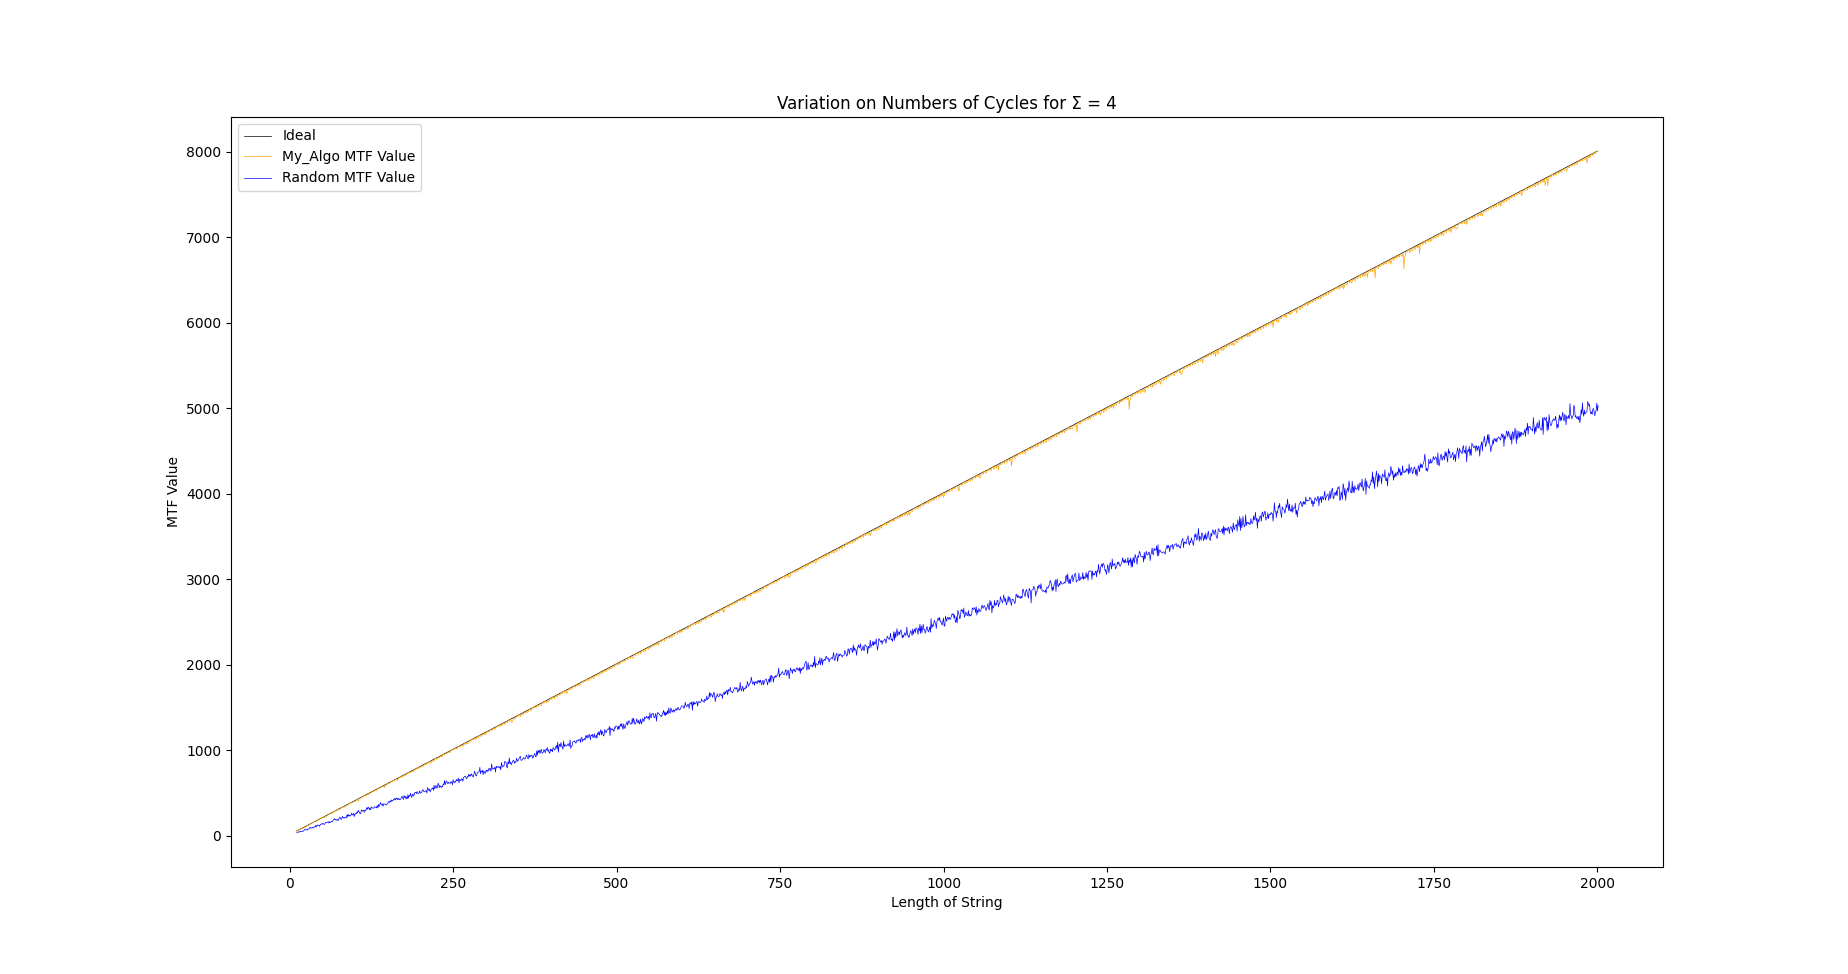 Variation on Numbers of Cycles for Σ = 4
Ideal
My_Algo MTF Value
Random MTF Value
MTF Value
8000
7000
6000
5000
4000
3000
2000
1000
0
0 250 500 750 1000 1250 1500 1750 2000
Length of String